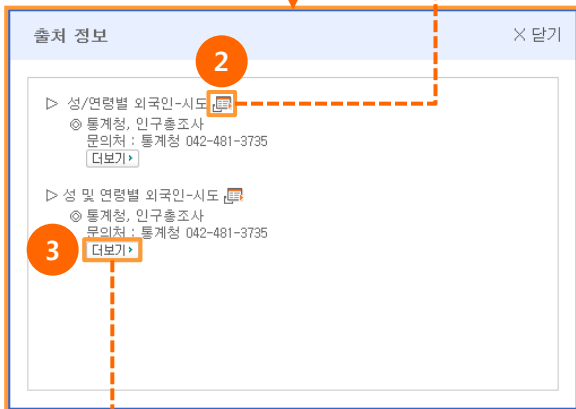 출처 정보
╳ 닫기
2
▷ 성/연령별 외국인-시도
◎ 통계청, 인구총조사
문의처 : 통계청 042-481-3735
더보기
▷ 성 및 연령별 외국인-시도
◎ 통계청, 인구총조사
문의처 : 통계청 042-481-3735
3
더보기